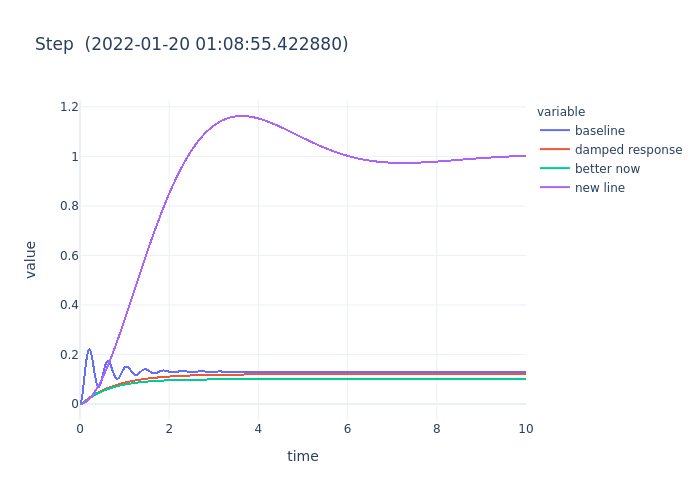 Step  (2022-01-20 01:08:55.422880)
variable
baseline
damped response
better now
new line
value
1.2
1
0.8
0.6
0.4
0.2
0
0 2 4 6 8 10
time